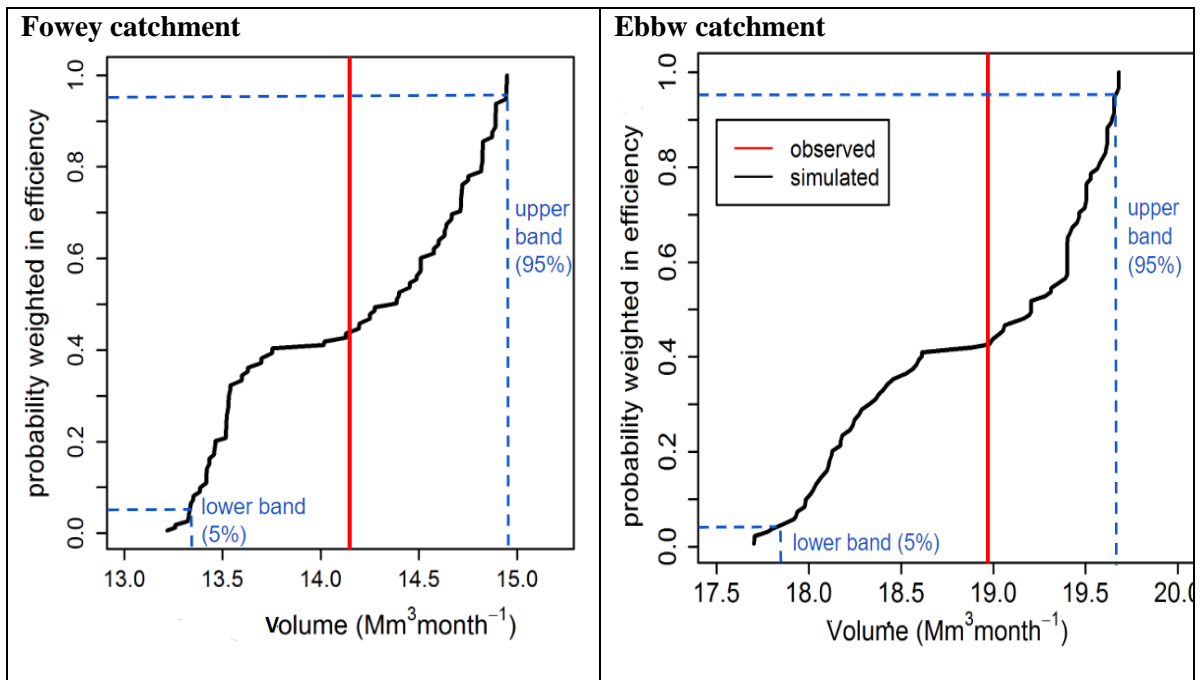 Fowey catchment
probability weighted in efficiency
1.0
0.8
0.6
0.4
0.2
0.0
upper
band
(95%)
lower band
(5%)
13.0 13.5 14.0 14.5 15.0
Volume (Mm³month⁻¹)
Ebbw catchment
probability weighted in efficiency
1.0
0.8
0.6
0.4
0.2
0.0
observed
simulated
upper
band
(95%)
lower band (5%)
17.5 18.0 18.5 19.0 19.5 20.0
Volume (Mm³month⁻¹)